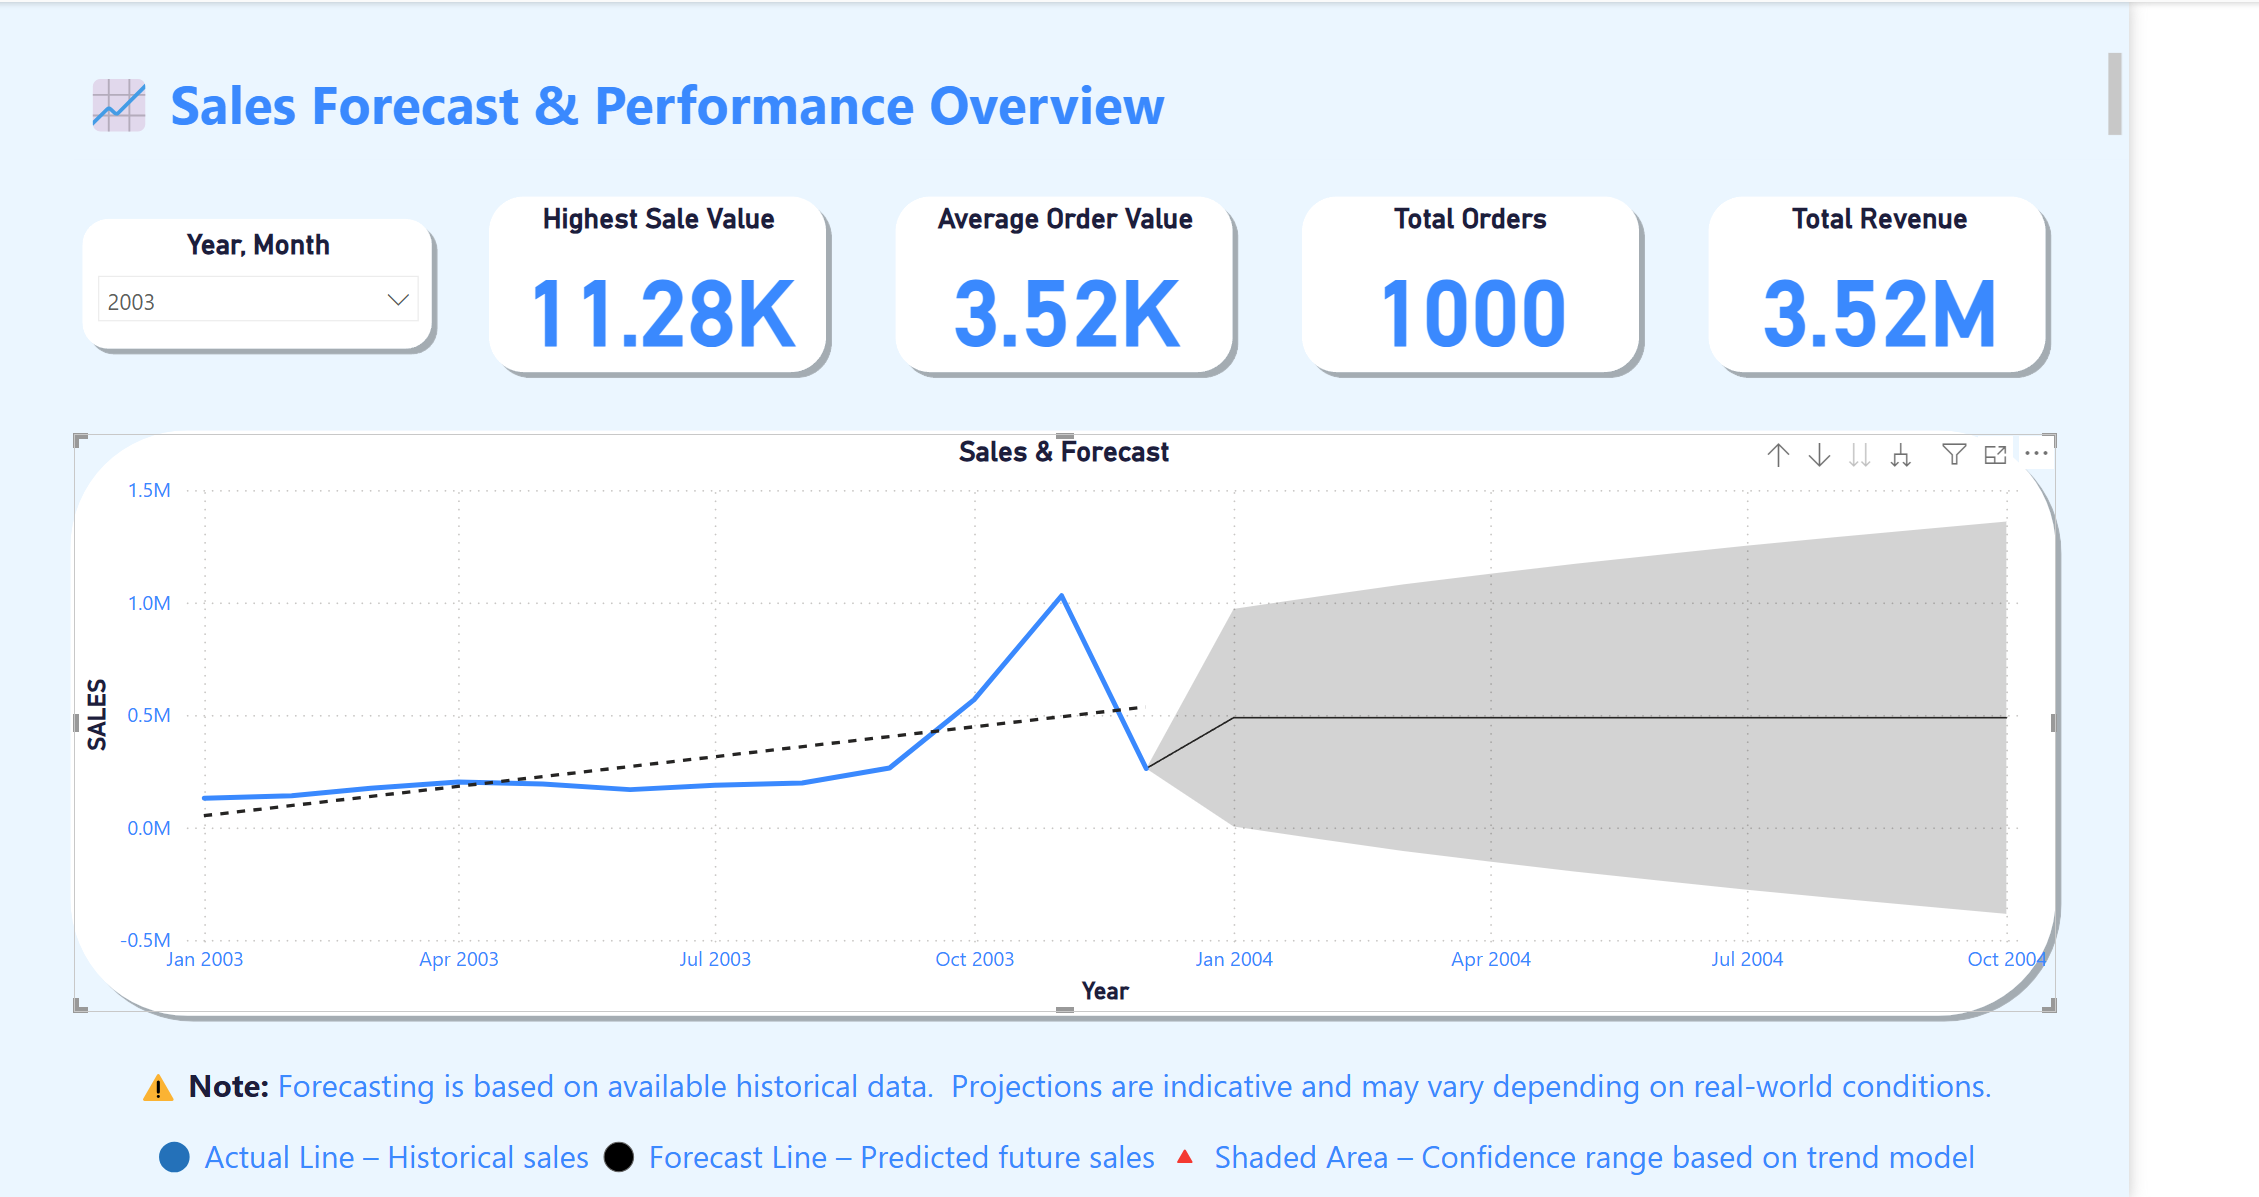 Sales Forecast & Performance Overview
Year, Month
2003
Highest Sale Value
11.28K
Average Order Value
3.52K
Total Orders
1000
Total Revenue
3.52M
Sales & Forecast
1.5M
1.0M
0.5M
0.0M
-0.5M
SALES
Jan 2003 Apr 2003 Jul 2003 Oct 2003 Jan 2004 Apr 2004 Jul 2004 Oct 2004
Year
Note: Forecasting is based on available historical data. Projections are indicative and may vary depending on real-world conditions.
Actual Line – Historical sales Forecast Line – Predicted future sales Shaded Area – Confidence range based on trend model